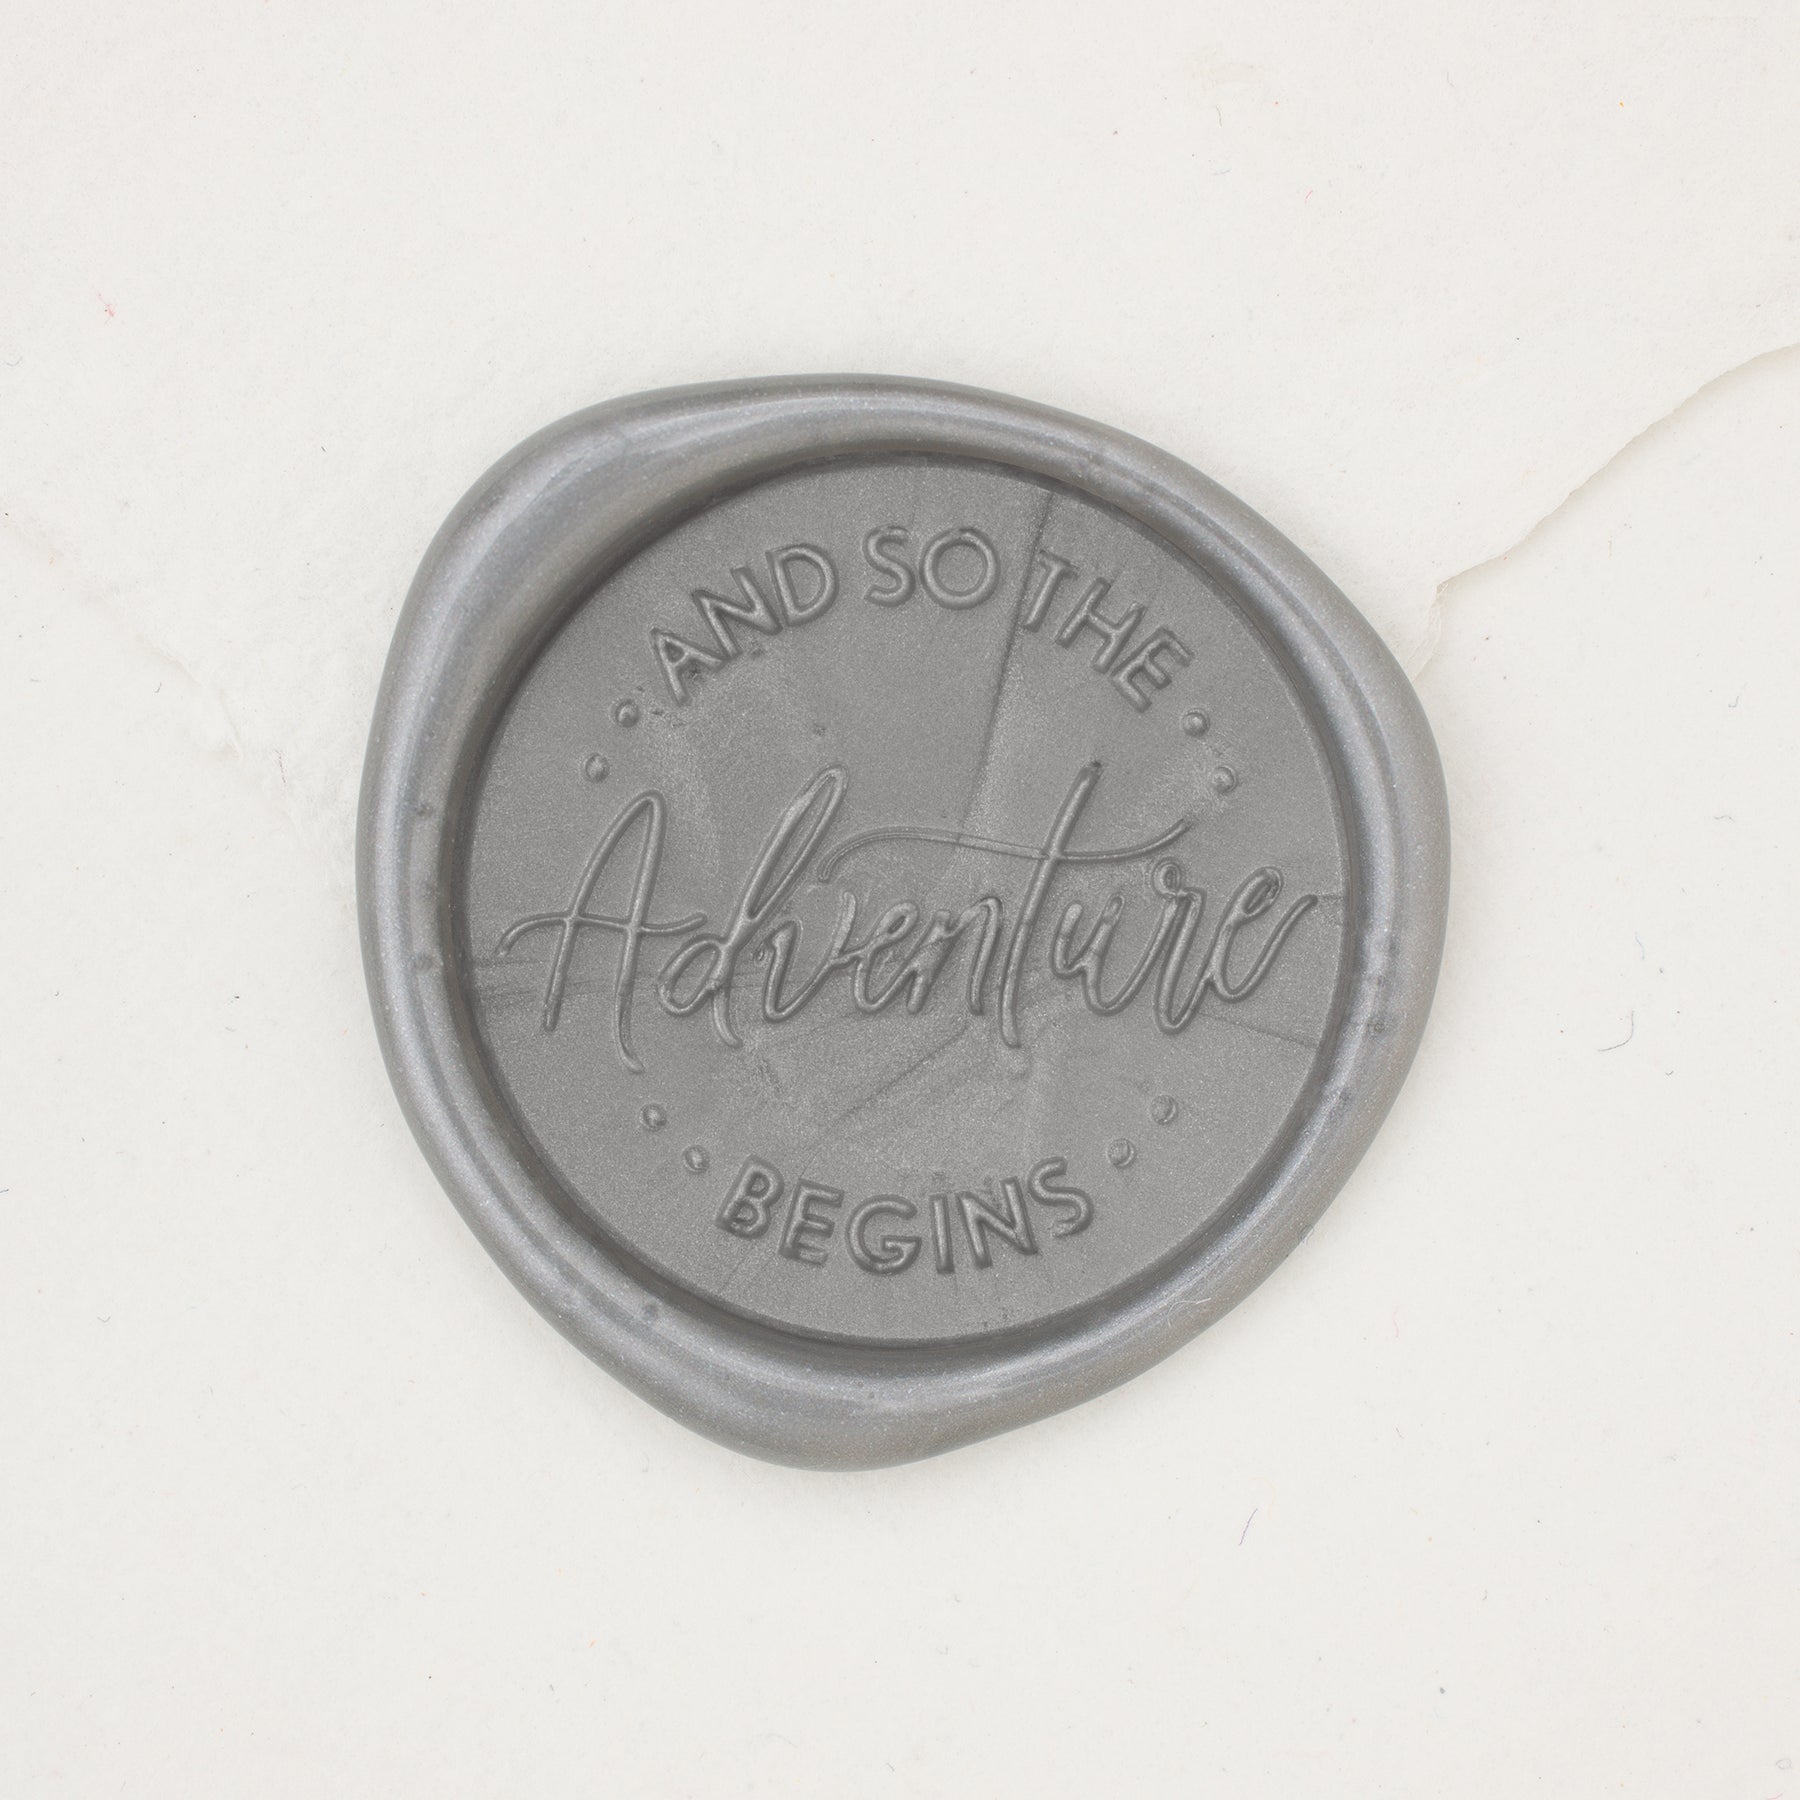 AND SO THE
Adventure
BEGINS